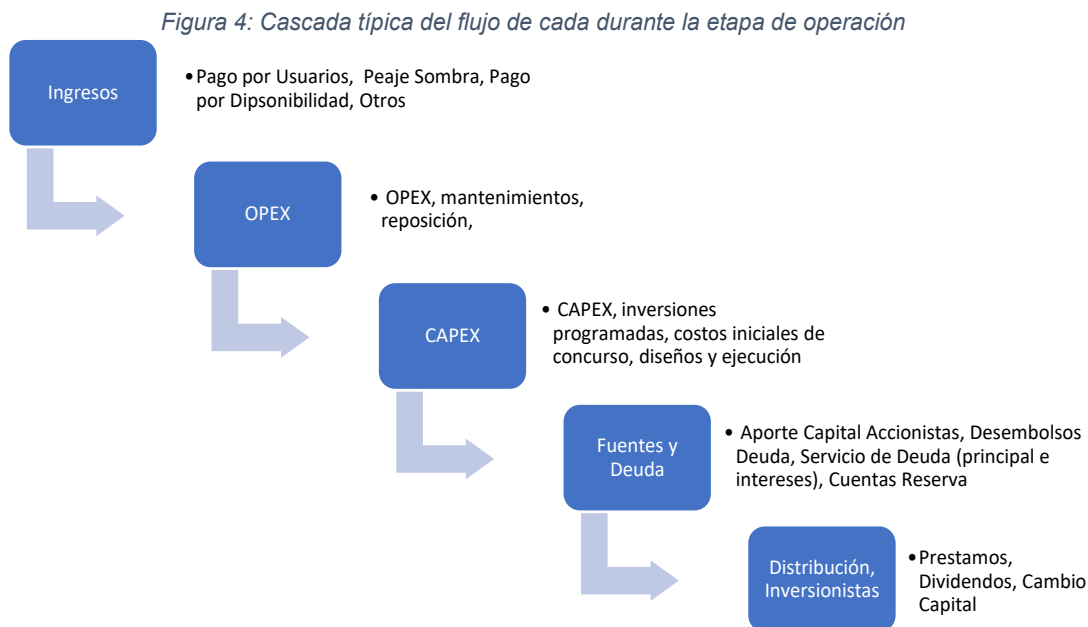 Figura 4: Cascada típica del flujo de cada durante la etapa de operación
Ingresos
•Pago por Usuarios, Peaje Sombra, Pago
por Dipsonibilidad, Otros
OPEX
• OPEX, mantenimientos,
reposición,
CAPEX
• CAPEX, inversiones
programadas, costos iniciales de
concurso, diseños y ejecución
Fuentes y
Deuda
• Aporte Capital Accionistas, Desembolsos
Deuda, Servicio de Deuda (principal e
intereses), Cuentas Reserva
Distribución,
Inversionistas
•Prestamos,
Dividendos, Cambio
Capital